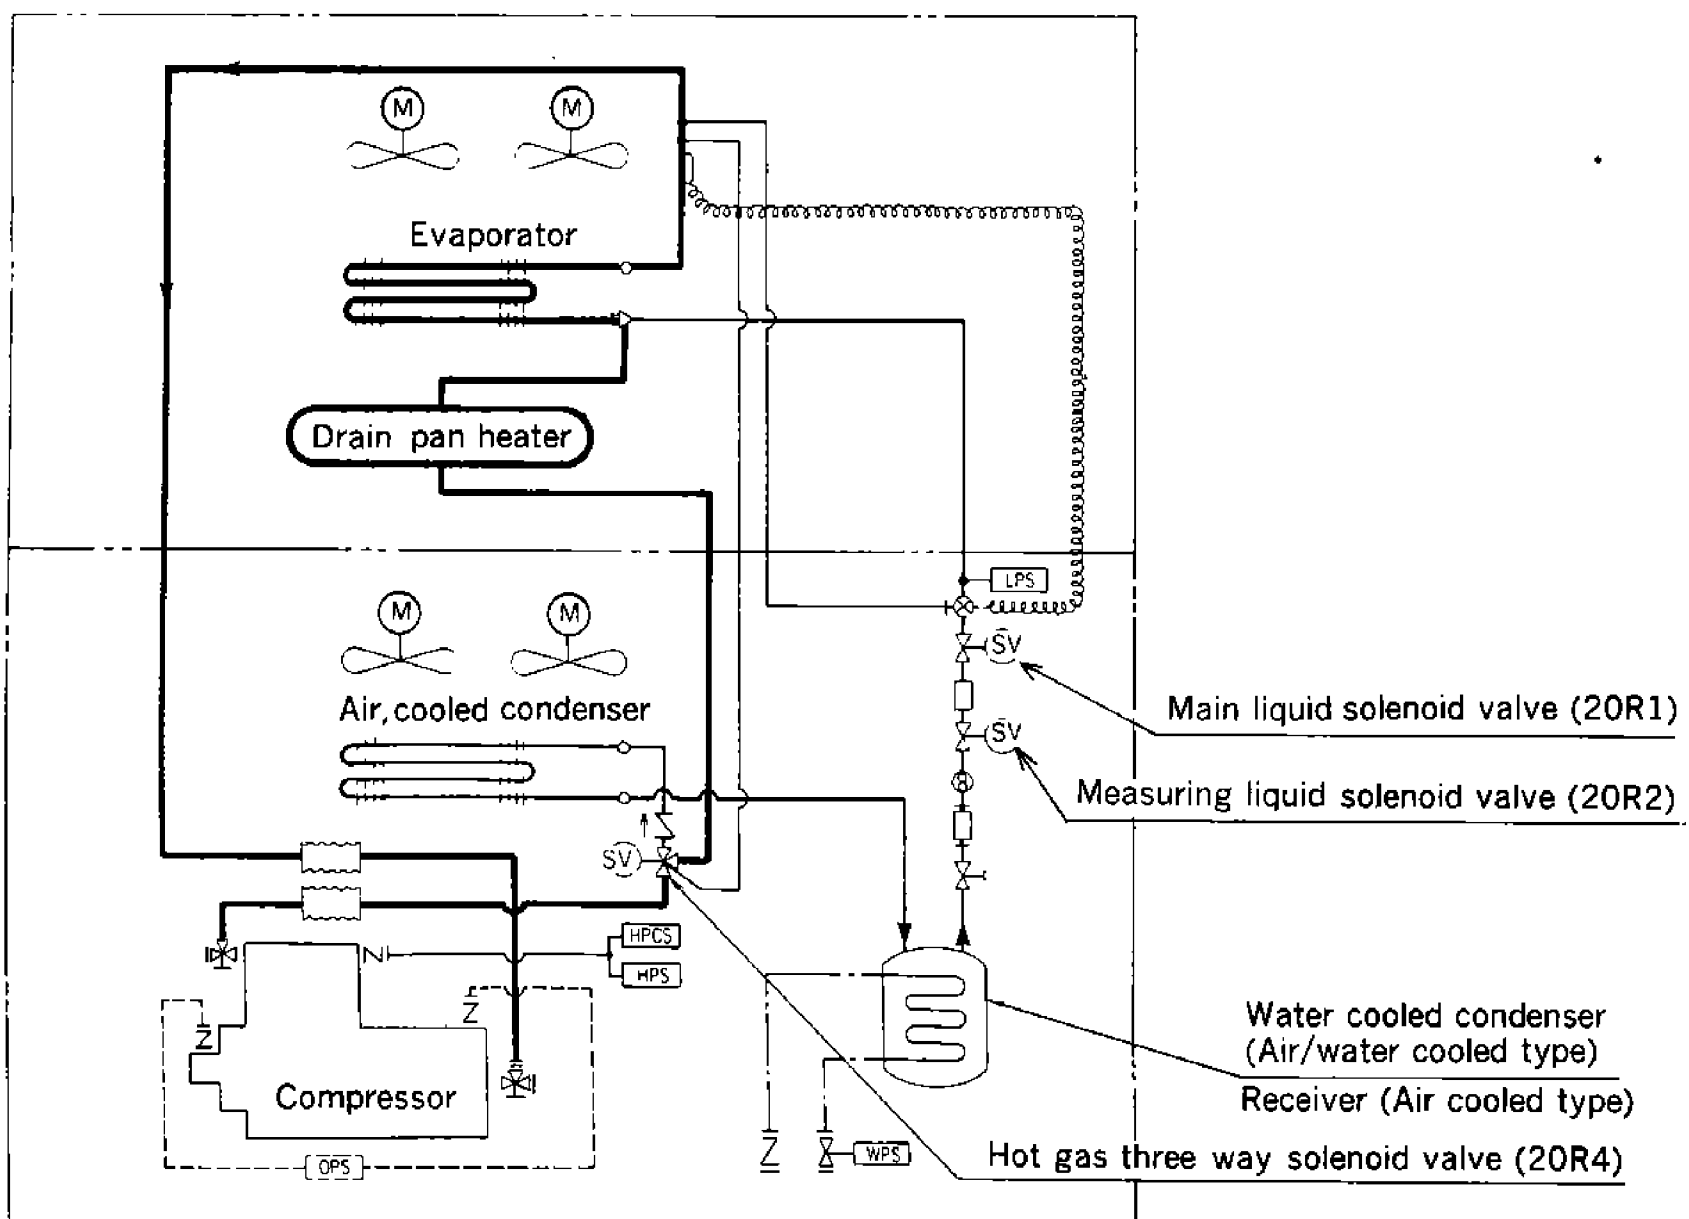 M
M
Evaporator
Drain pan heater
LPS
M
M
SV
Air, cooled condenser
Main liquid solenoid valve (20R1)
SV
Measuring liquid solenoid valve (20R2)
SV
HPCS
HPS
Water cooled condenser
(Air/water cooled type)
Compressor
Receiver (Air cooled type)
OPS
WPS
Hot gas three way solenoid valve (20R4)